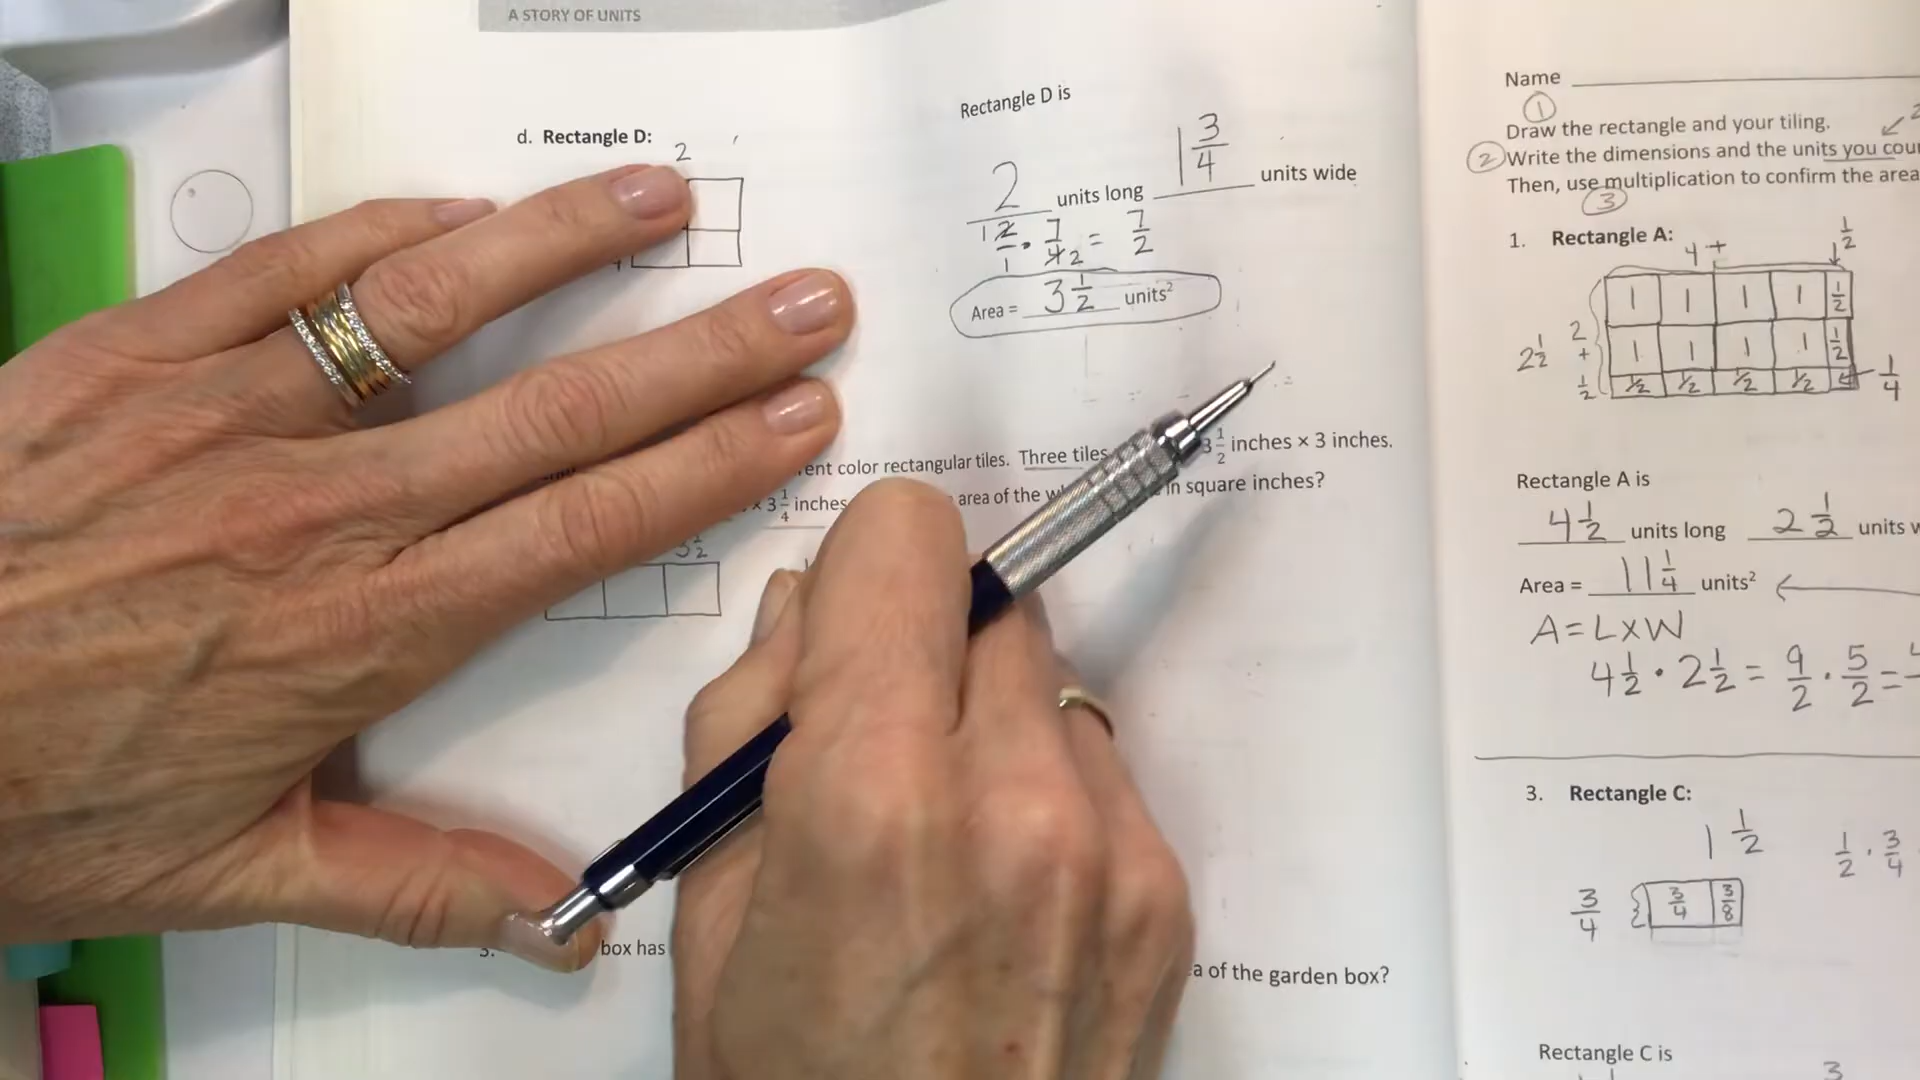 A STORY OF UNITS
d. Rectangle D:
2
Rectangle D is
2 units long 1 3/4 units wide
2/1 · 7/4 = 7/2
1 1 2
Area = 3 1/2 units²
color rectangular tiles. Three tiles 3 1/2 inches × 3 inches.
× 3 1/4 inches area of the in square inches?
3 1/2
box has of the garden box?
Name
1
Draw the rectangle and your tiling.
2 Write the dimensions and the units you
Then, use multiplication to confirm the area
3
1. Rectangle A:
4 + 1/2
1 1 1 1 1/2
2 1/2 2 + 1/2
1 1 1 1 1/2
1/2 1/2 1/2 1/2 1/4
Rectangle A is
4 1/2 units long 2 1/2 units
Area = 11 1/4 units²
A = L x W
4 1/2 · 2 1/2 = 9/2 · 5/2 =
3. Rectangle C:
1 1/2
1/2 · 3/4
3/4 3/4 3/8
Rectangle C is
3